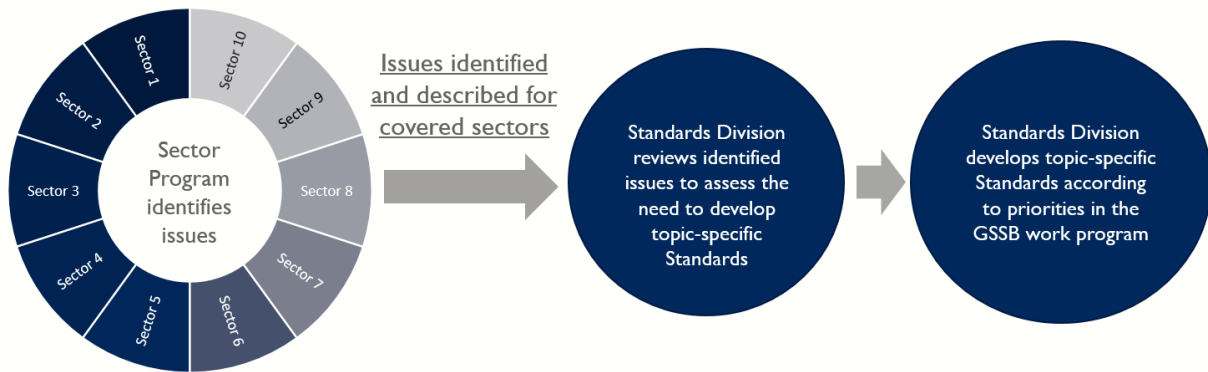 Sector 1
Sector 10
Sector 2
Sector 9
Sector 3
Sector 8
Sector 4
Sector 7
Sector 5
Sector 6
Sector
Program
identifies
issues
Issues identified
and described for
covered sectors
Standards Division
reviews identified
issues to assess the
need to develop
topic-specific
Standards
Standards Division
develops topic-specific
Standards according
to priorities in the
GSSB work program